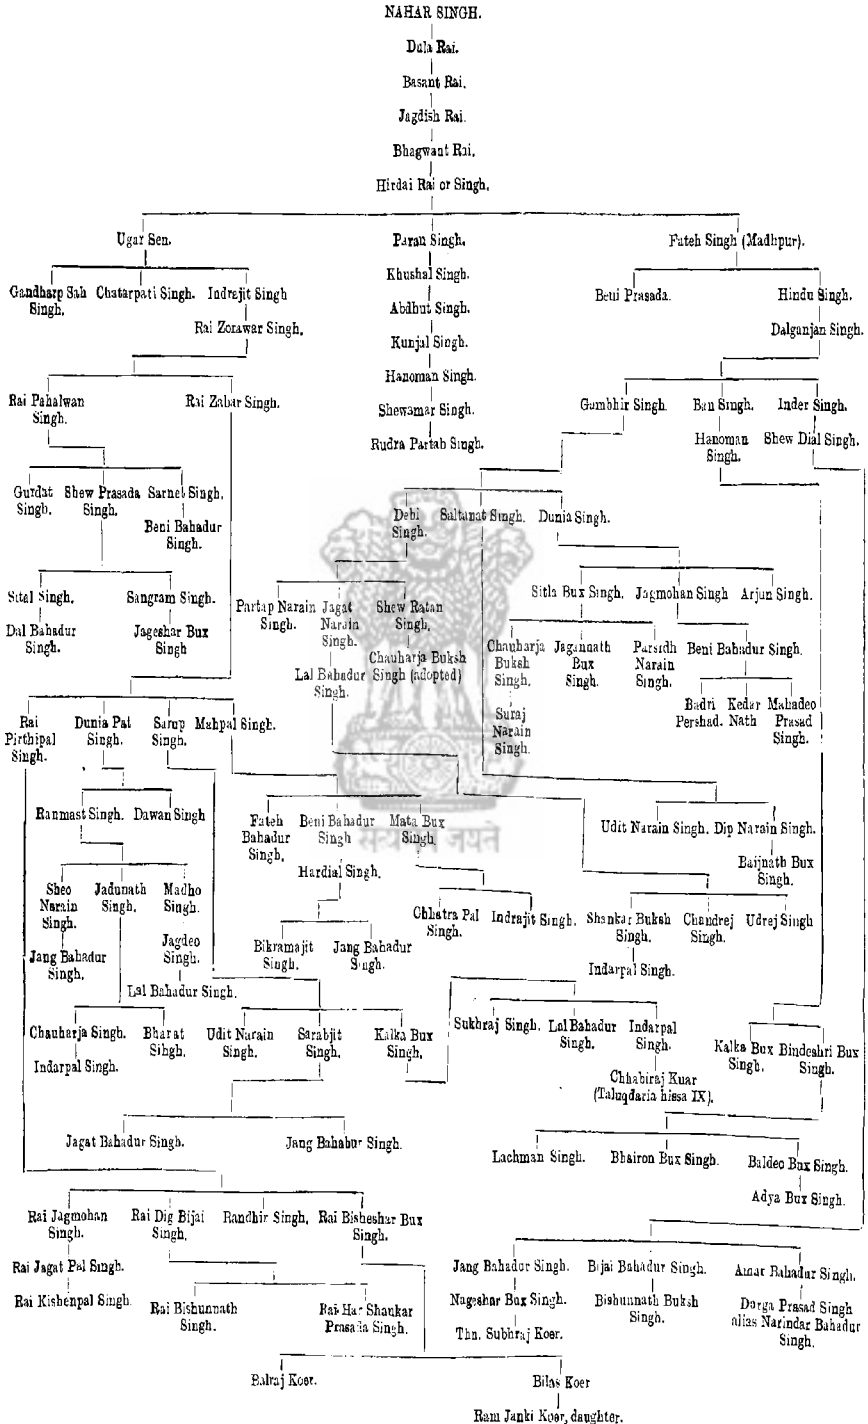 NAHAR SINGH.
Dula Rai.
Basant Rai.
Jagdish Rai.
Bhagwant Rai.
Hirdai Rai or Singh.
Ugar Sen.
Paran Singh.
Fateh Singh (Madhpur).
Gandharp Sah
Singh.
Chatarpati Singh.
Indrajit Singh
Rai Zorawar Singh.
Khushal Singh.
Abdhut Singh.
Kunjal Singh.
Hanoman Singh.
Shewamar Singh.
Rudra Partab Singh.
Beni Prasada.
Hindu Singh.
Dalganjan Singh.
Rai Pahalwan
Singh.
Rai Zabar Singh.
Gumbhir Singh.
Ban Singh.
Inder Singh.
Hanoman
Singh.
Shew Dial Singh.
Gurdat
Singh.
Shew Prasada
Singh.
Sarnet Singh.
Beni Bahadur
Singh.
Debi
Singh.
Saltanat Singh.
Dunia Singh.
Sital Singh.
Sangram Singh.
Dal Bahadur
Singh.
Jageshar Bux
Singh
Partap Narain
Singh.
Jagat
Narain
Singh.
Shew Ratan
Singh.
Lal Bahadur
Singh.
Chauharja Buksh
Singh (adopted)
Sitla Bux Singh.
Jagmohan Singh
Arjun Singh.
Chauharja
Buksh
Singh.
Jagannath
Bux
Singh.
Parsidh
Narain
Singh.
Beni Bahadur Singh.
Suraj
Narain
Singh.
Badri
Pershad.
Kedar
Nath
Mahadeo
Prasad
Singh.
Rai
Pirthipal
Singh.
Dunia Pat
Singh.
Sarup
Singh.
Mahpal Singh.
Ranmast Singh.
Dawan Singh
Fateh
Bahadur
Singh.
Beni Bahadur
Singh
Mata Bux
Singh.
Hardial Singh.
सत्यमेव जयते
Udit Narain Singh.
Dip Narain Singh.
Baijnath Bux
Singh.
Sheo
Narain
Singh.
Jadunath
Singh.
Madho
Singh.
Jang Bahadur
Singh.
Jagdeo
Singh.
Lal Bahadur Singh.
Bikramajit
Singh.
Jang Bahadur
Singh.
Chhatra Pal
Singh.
Indrajit Singh.
Shankar Buksh
Singh.
Chandrej
Singh.
Udrej Singh
Indarpal Singh.
Chauharja Singh.
Bharat
Singh.
Udit Narain
Singh.
Sarabjit
Singh.
Kalka Bux
Singh.
Indarpal Singh.
Sukhraj Singh.
Lal Bahadur
Singh.
Indarpal
Singh.
Chhabiraj Kuar
(Taluqdaria hissa IX).
Kalka Bux
Singh.
Bindeshri Bux
Singh.
Jagat Bahadur Singh.
Jang Bahabur Singh.
Lachman Singh.
Bhairon Bux Singh.
Baldeo Bux Singh.
Adya Bux Singh.
Rai Jagmohan
Singh.
Rai Dig Bijai
Singh.
Randhir Singh.
Rai Bisheshar Bux
Singh.
Rai Jagat Pal Singh.
Rai Kishenpal Singh.
Rai Bishunnath
Singh.
Rai Har Shankar
Prasada Singh.
Jang Bahadur Singh.
Bijai Bahadur Singh.
Amar Bahadur Singh.
Nageshar Bux Singh.
Bishunnath Buksh
Singh.
Durga Prasad Singh
alias Narindar Bahadur
Singh.
Thn. Subhraj Koer.
Balraj Koer.
Bilas Koer
Ram Janki Koer, daughter.